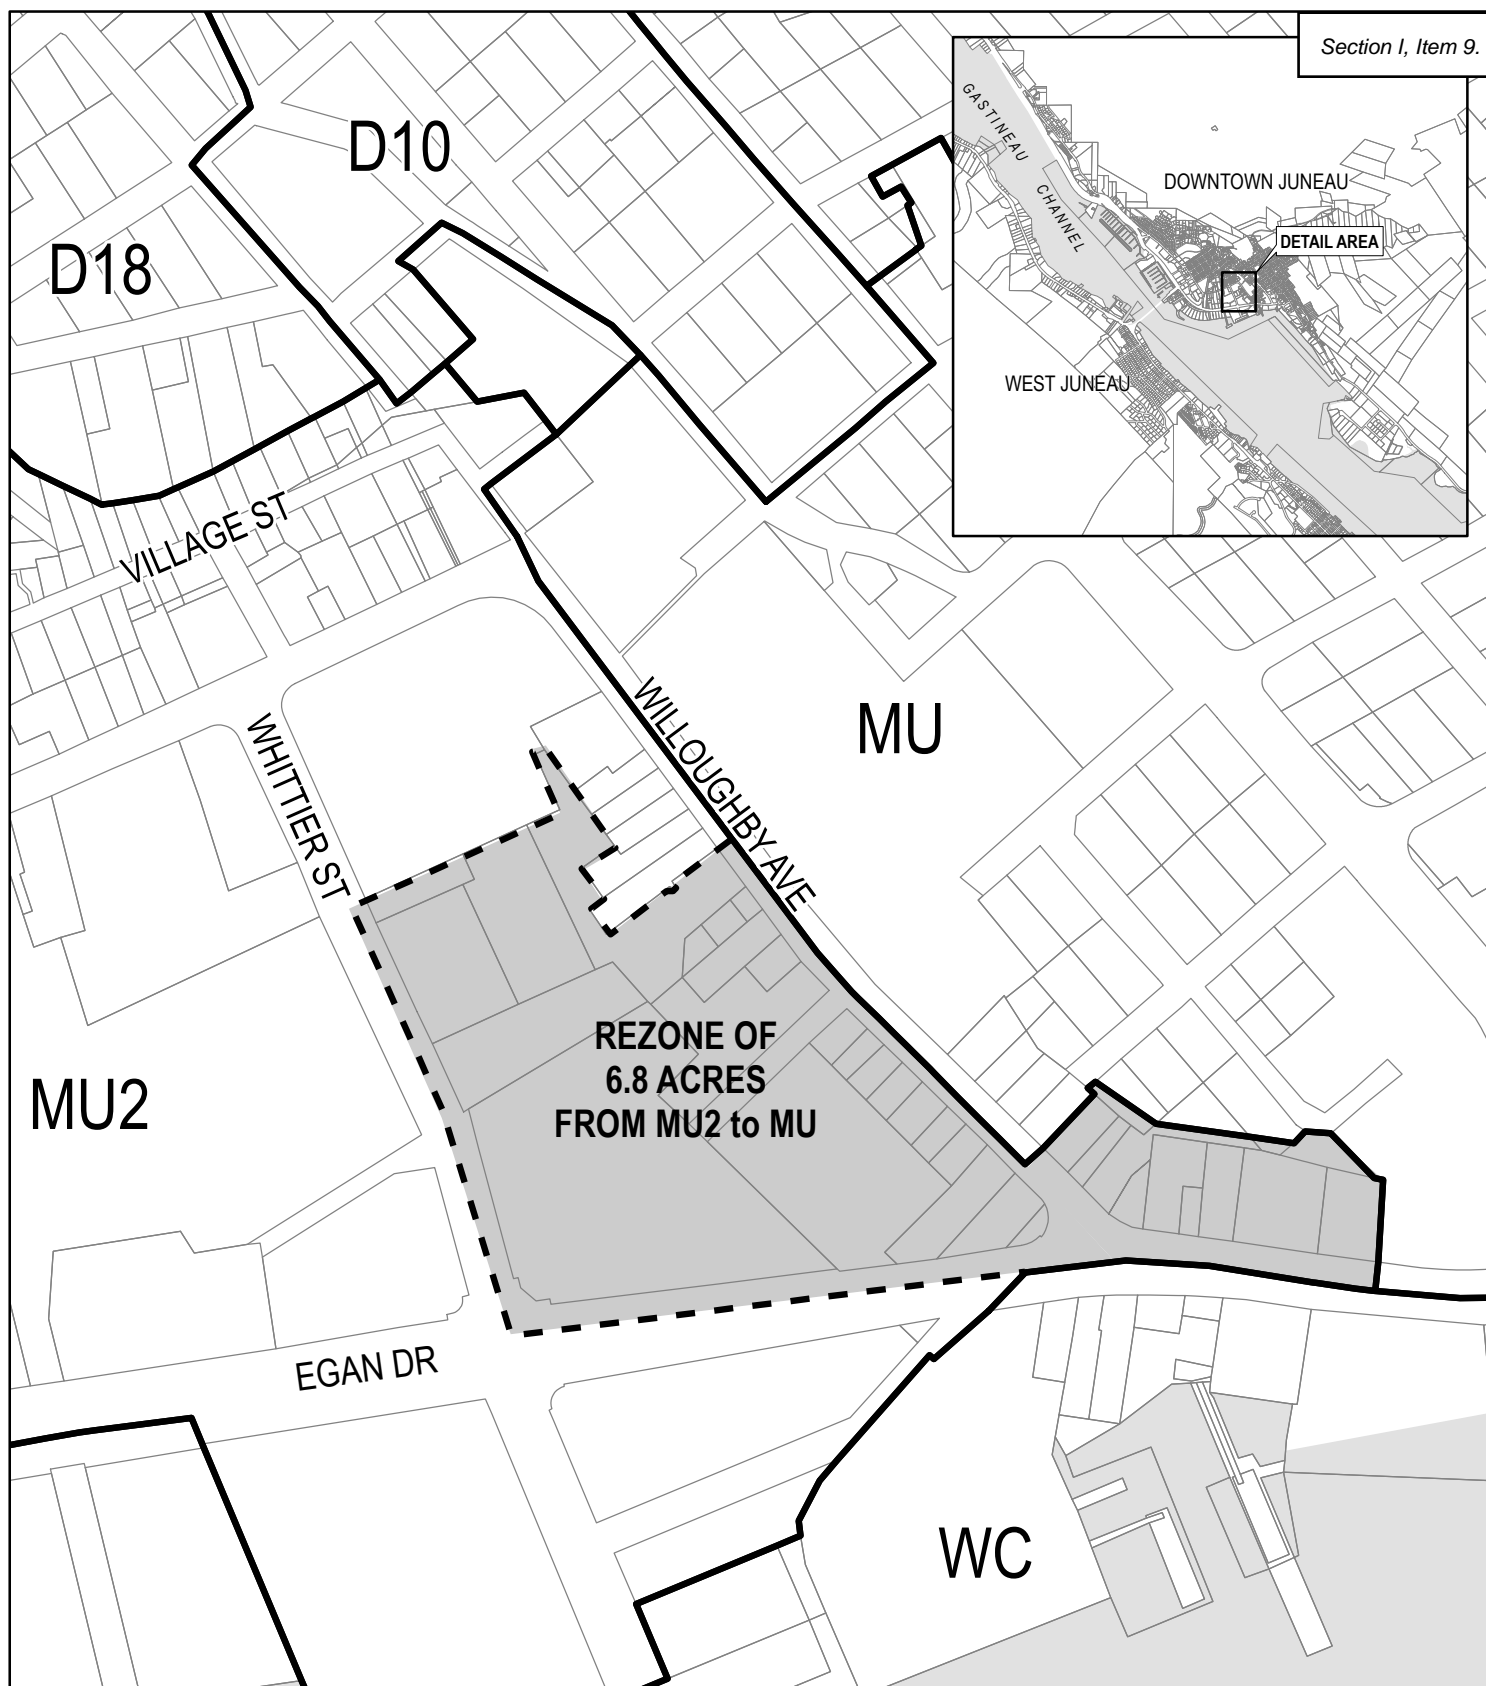 Section I, Item 9.
GASTINEAU
CHANNEL
DOWNTOWN JUNEAU
DETAIL AREA
WEST JUNEAU
D10
D18
VILLAGE ST
WILLOUGHBY AVE
MU
WHITTIER ST
REZONE OF
6.8 ACRES
FROM MU2 to MU
MU2
EGAN DR
WC